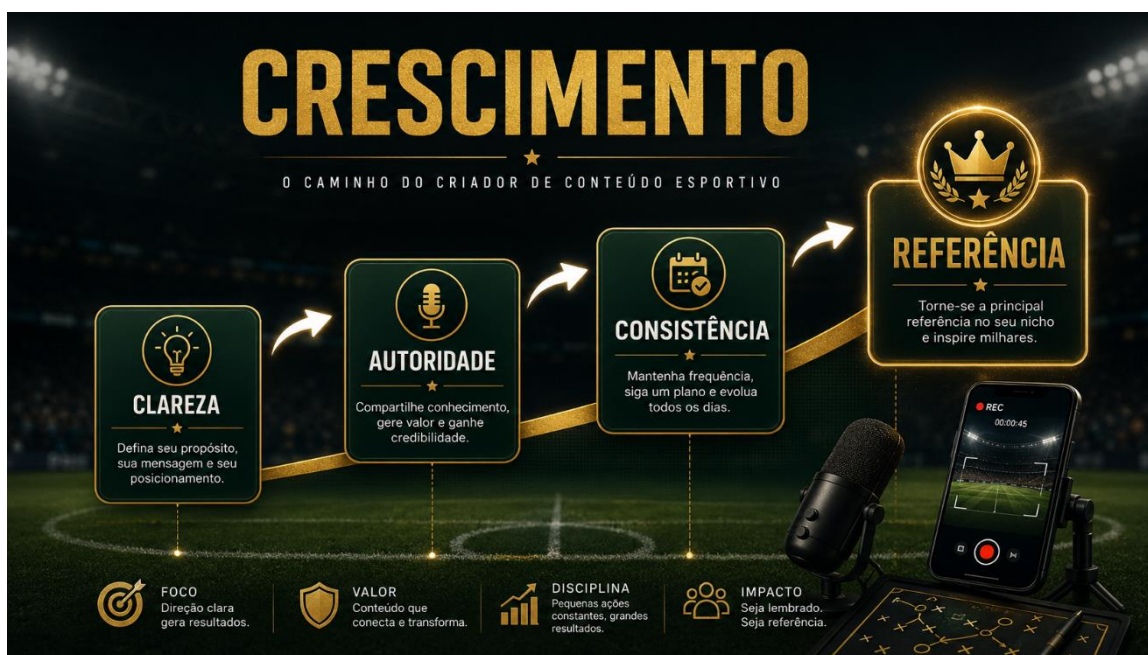 CRESCIMENTO
O CAMINHO DO CRIADOR DE CONTEÚDO ESPORTIVO
CLAREZA
Defina seu propósito,
sua mensagem e seu
posicionamento.
AUTORIDADE
Compartilhe conhecimento,
gere valor e ganhe
credibilidade.
CONSISTÊNCIA
Mantenha frequência,
siga um plano e evolua
todos os dias.
REFERÊNCIA
Torne-se a principal
referência no seu nicho
e inspire milhares.
REC
00:00:45
FOCO
Direção clara
gera resultados.
VALOR
Conteúdo que
conecta e transforma.
DISCIPLINA
Pequenas ações
constantes, grandes
resultados.
IMPACTO
Seja lembrado.
Seja referência.